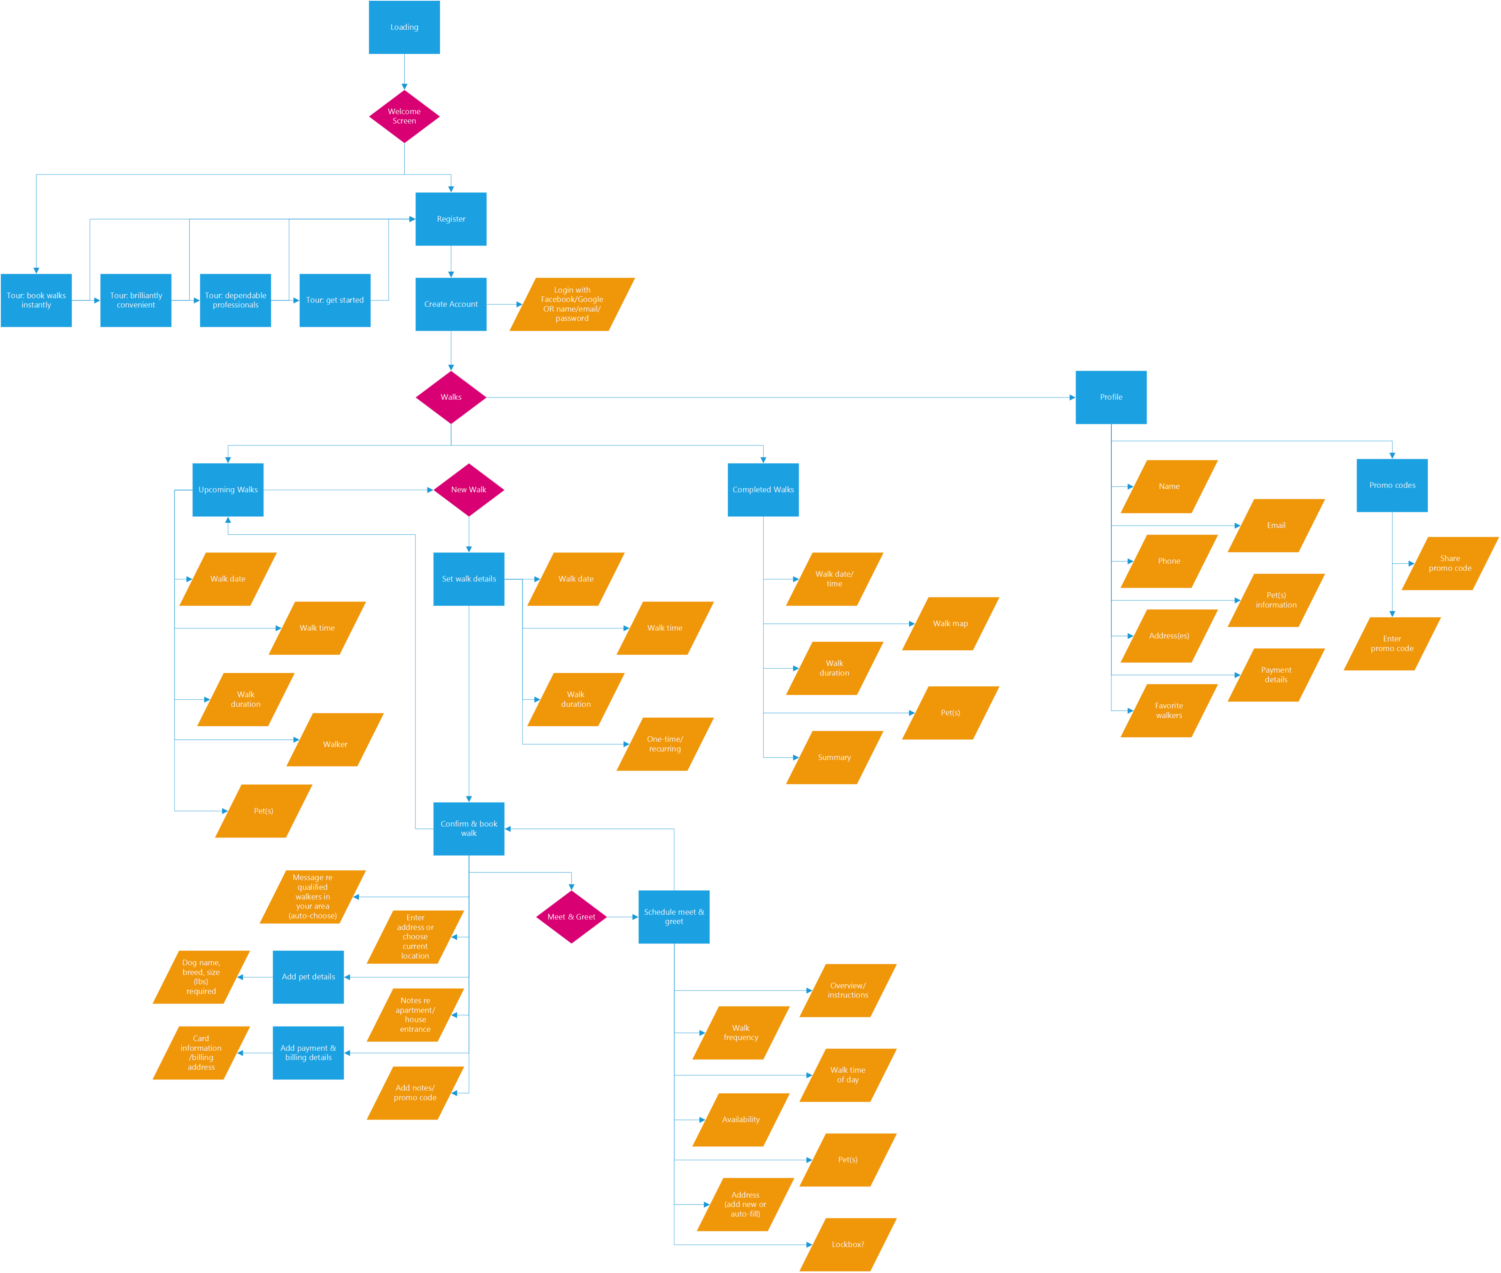 Loading
Welcome
Screen
Register
Tour: book walks
instantly
Tour: brilliantly
convenient
Tour: dependable
professionals
Tour: get started
Create Account
Login with
Facebook/Google
OR name/email/
password
Walks
Profile
Upcoming Walks
New Walk
Completed Walks
Promo codes
Name
Email
Phone
Share
promo code
Pet(s)
information
Address(es)
Enter
promo code
Payment
details
Favorite
walkers
Walk date
Walk time
Walk
duration
Walker
Pet(s)
Set walk details
Walk date
Walk time
Walk
duration
One-time/
recurring
Walk date/
time
Walk map
Walk
duration
Pet(s)
Summary
Confirm & book
walk
Message re
qualified
walkers in
your area
(auto-choose)
Enter
address or
choose
current
location
Meet & Greet
Schedule meet &
greet
Dog name,
breed, size
(lbs)
required
Add pet details
Notes re
apartment/
house
entrance
Card
information
/billing
address
Add payment &
billing details
Add notes/
promo code
Overview/
instructions
Walk
frequency
Walk time
of day
Availability
Pet(s)
Address
(add new or
auto-fill)
Lockbox?